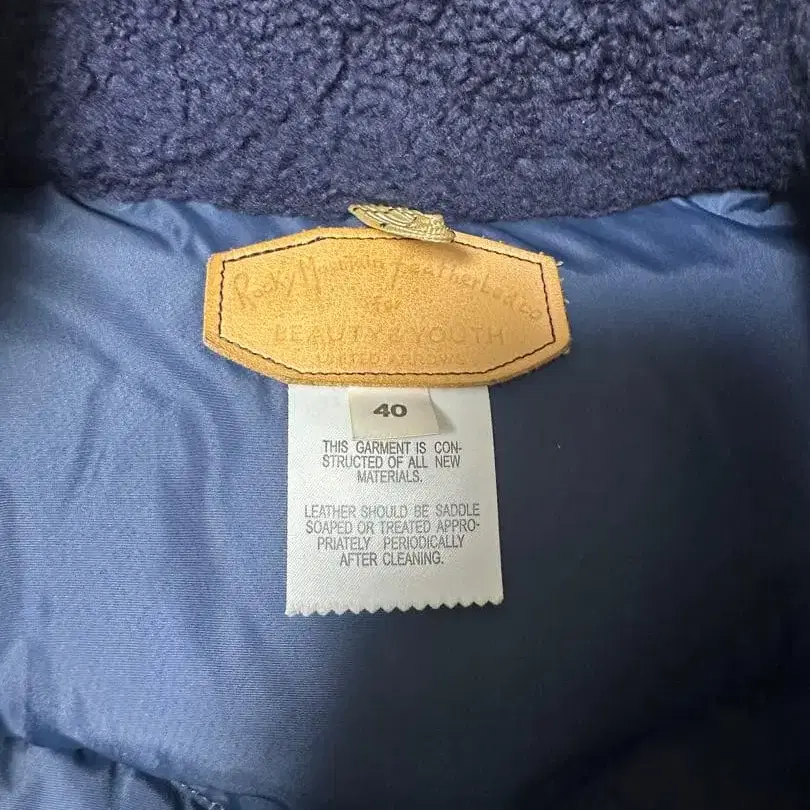 Rocky Mountain Featherbed co
For
BEAUTY & YOUTH
UNITED ARROWS
40
THIS GARMENT IS CON-
STRUCTED OF ALL NEW
MATERIALS.
LEATHER SHOULD BE SADDLE
SOAPED OR TREATED APPRO-
PRIATELY PERIODICALLY
AFTER CLEANING.